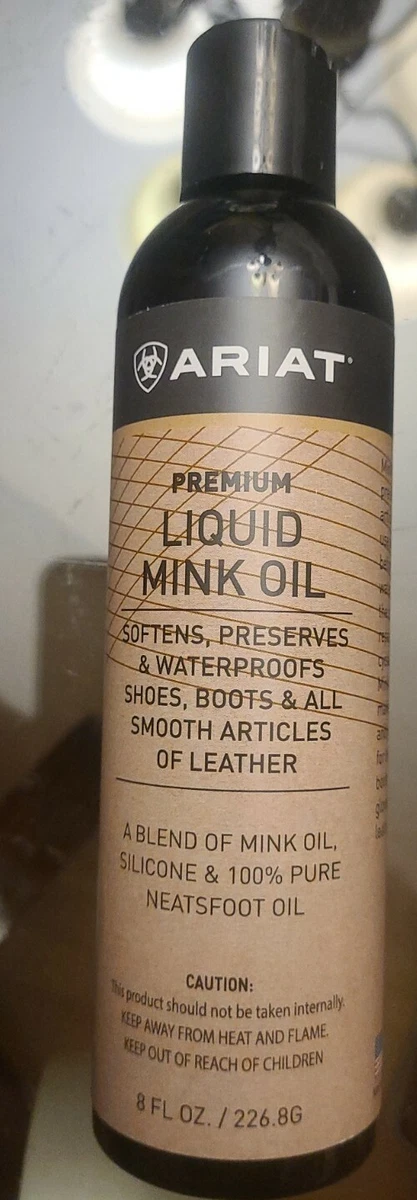 ARIAT
PREMIUM
LIQUID
MINK OIL
SOFTENS, PRESERVES
& WATERPROOFS
SHOES, BOOTS & ALL
SMOOTH ARTICLES
OF LEATHER
A BLEND OF MINK OIL,
SILICONE & 100% PURE
NEATSFOOT OIL
CAUTION:
This product should not be taken internally.
KEEP AWAY FROM HEAT AND FLAME.
KEEP OUT OF REACH OF CHILDREN
8 FL OZ. / 226.8G